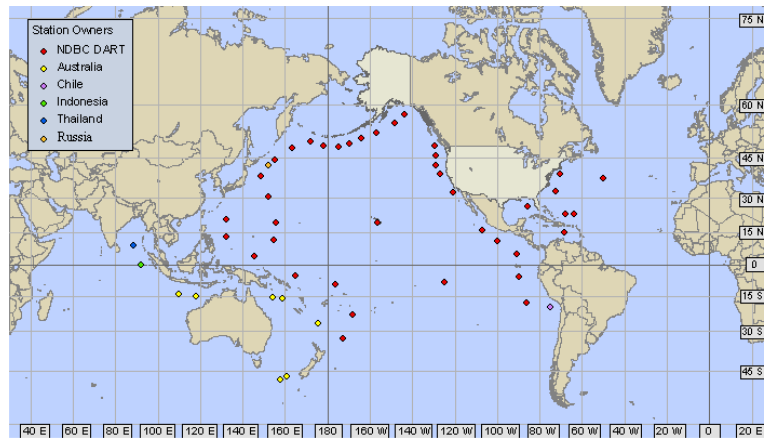 Station Owners
NDBC DART
Australia
Chile
Indonesia
Thailand
Russia
75 N
60 N
45 N
30 N
15 N
0
15 S
30 S
45 S
40 E 60 E 80 E 100 E 120 E 140 E 160 E 180 160 W 140 W 120 W 100 W 80 W 60 W 40 W 20 W 0 20 E